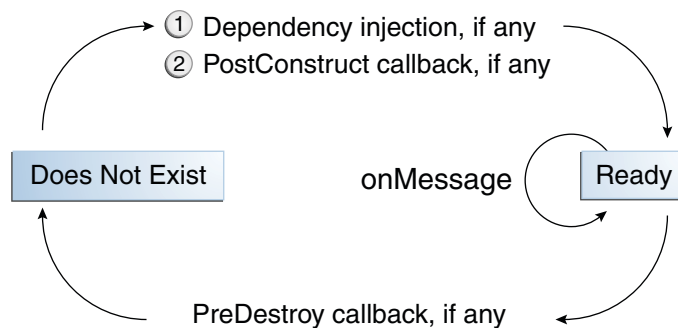 1 Dependency injection, if any
2 PostConstruct callback, if any
Does Not Exist
onMessage
Ready
PreDestroy callback, if any